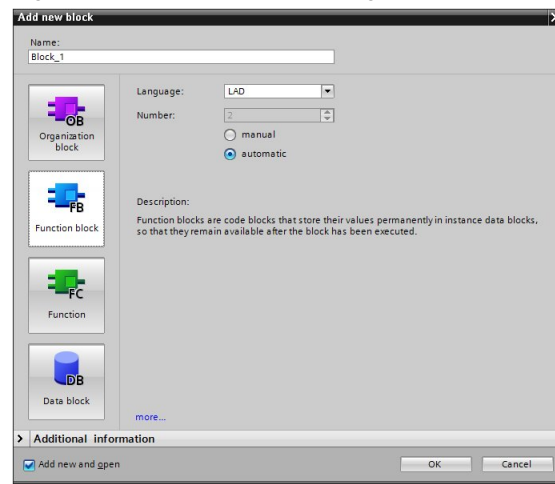 Add new block
Name:
Block_1
OB
Organization
block
FB
Function block
FC
Function
DB
Data block
Language:
LAD
Number:
2
manual
automatic
Description:
Function blocks are code blocks that store their values permanently in instance data blocks,
so that they remain available after the block has been executed.
more...
Additional information
Add new and open
OK
Cancel